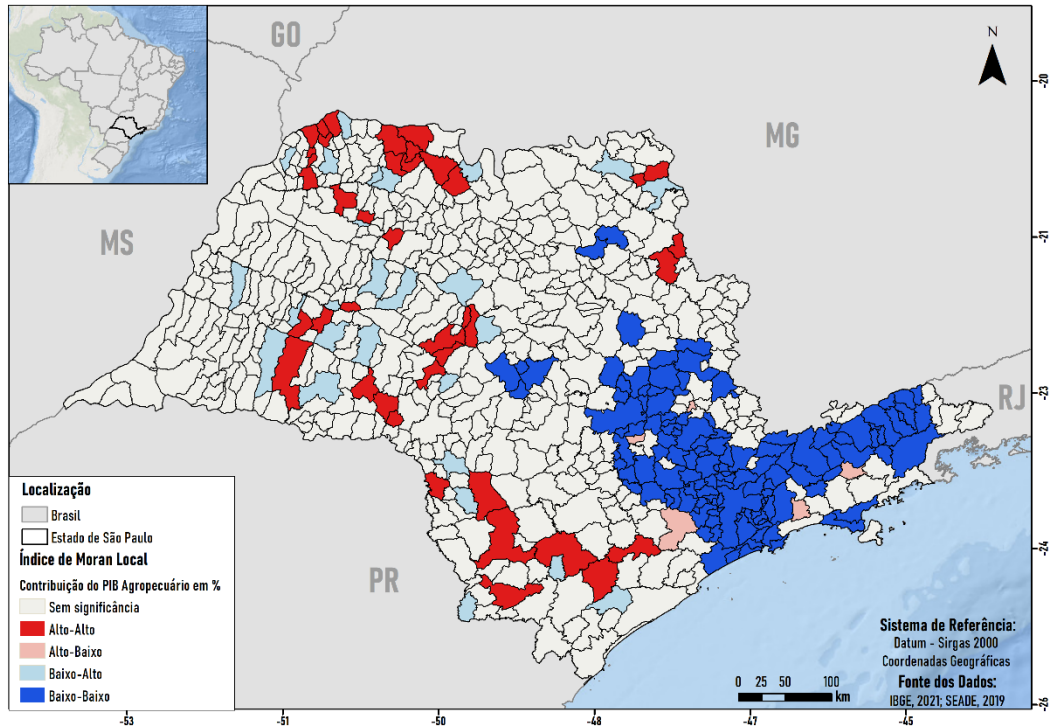 GO
MG
MS
RJ
PR
N
-20
-21
-23
-24
-26
-53
-51
-50
-48
-47
-45
Localização
Brasil
Estado de São Paulo
Índice de Moran Local
Contribuição do PIB Agropecuário em %
Sem significância
Alto-Alto
Alto-Baixo
Baixo-Alto
Baixo-Baixo
0 25 50 100
km
Sistema de Referência:
Datum - Sirgas 2000
Coordenadas Geográficas
Fonte dos Dados:
IBGE, 2021; SEADE, 2019